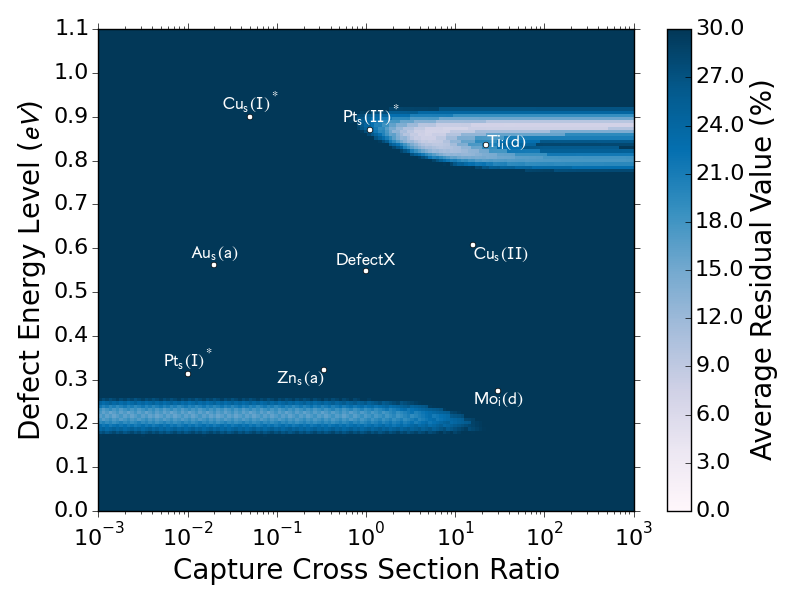 1.1
1.0
0.9
0.8
0.7
0.6
0.5
0.4
0.3
0.2
0.1
0.0
Defect Energy Level (eV)
Cuₛ(I)*
Ptₛ(II)*
Tiᵢ(d)
Auₛ(a)
DefectX
Cuₛ(II)
Ptₛ(I)*
Znₛ(a)
Moᵢ(d)
10⁻³ 10⁻² 10⁻¹ 10⁰ 10¹ 10² 10³
Capture Cross Section Ratio
30.0
27.0
24.0
21.0
18.0
15.0
12.0
9.0
6.0
3.0
0.0
Average Residual Value (%)